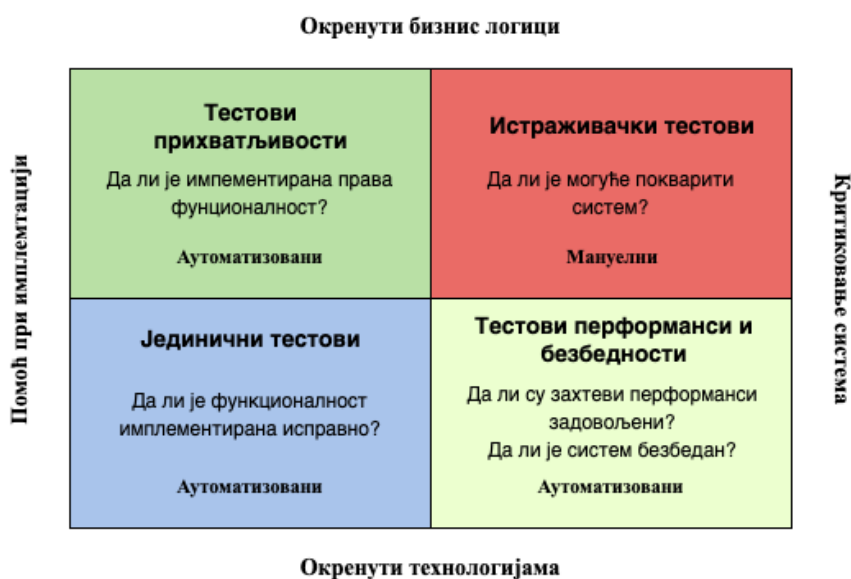 Окренути бизнис логици
Тестови
прихватљивости
Да ли је импементирана права
фунционалност?
Аутоматизовани
Истраживачки тестови
Да ли је могуће покварити
систем?
Мануелни
Помоћ при имплемтацији
Критиковање система
Јединични тестови
Да ли је функционалност
имплементирана исправно?
Аутоматизовани
Тестови перформанси и
безбедности
Да ли су захтеви перформанси
задовољени?
Да ли је систем безбедан?
Аутоматизовани
Окренути технологијама